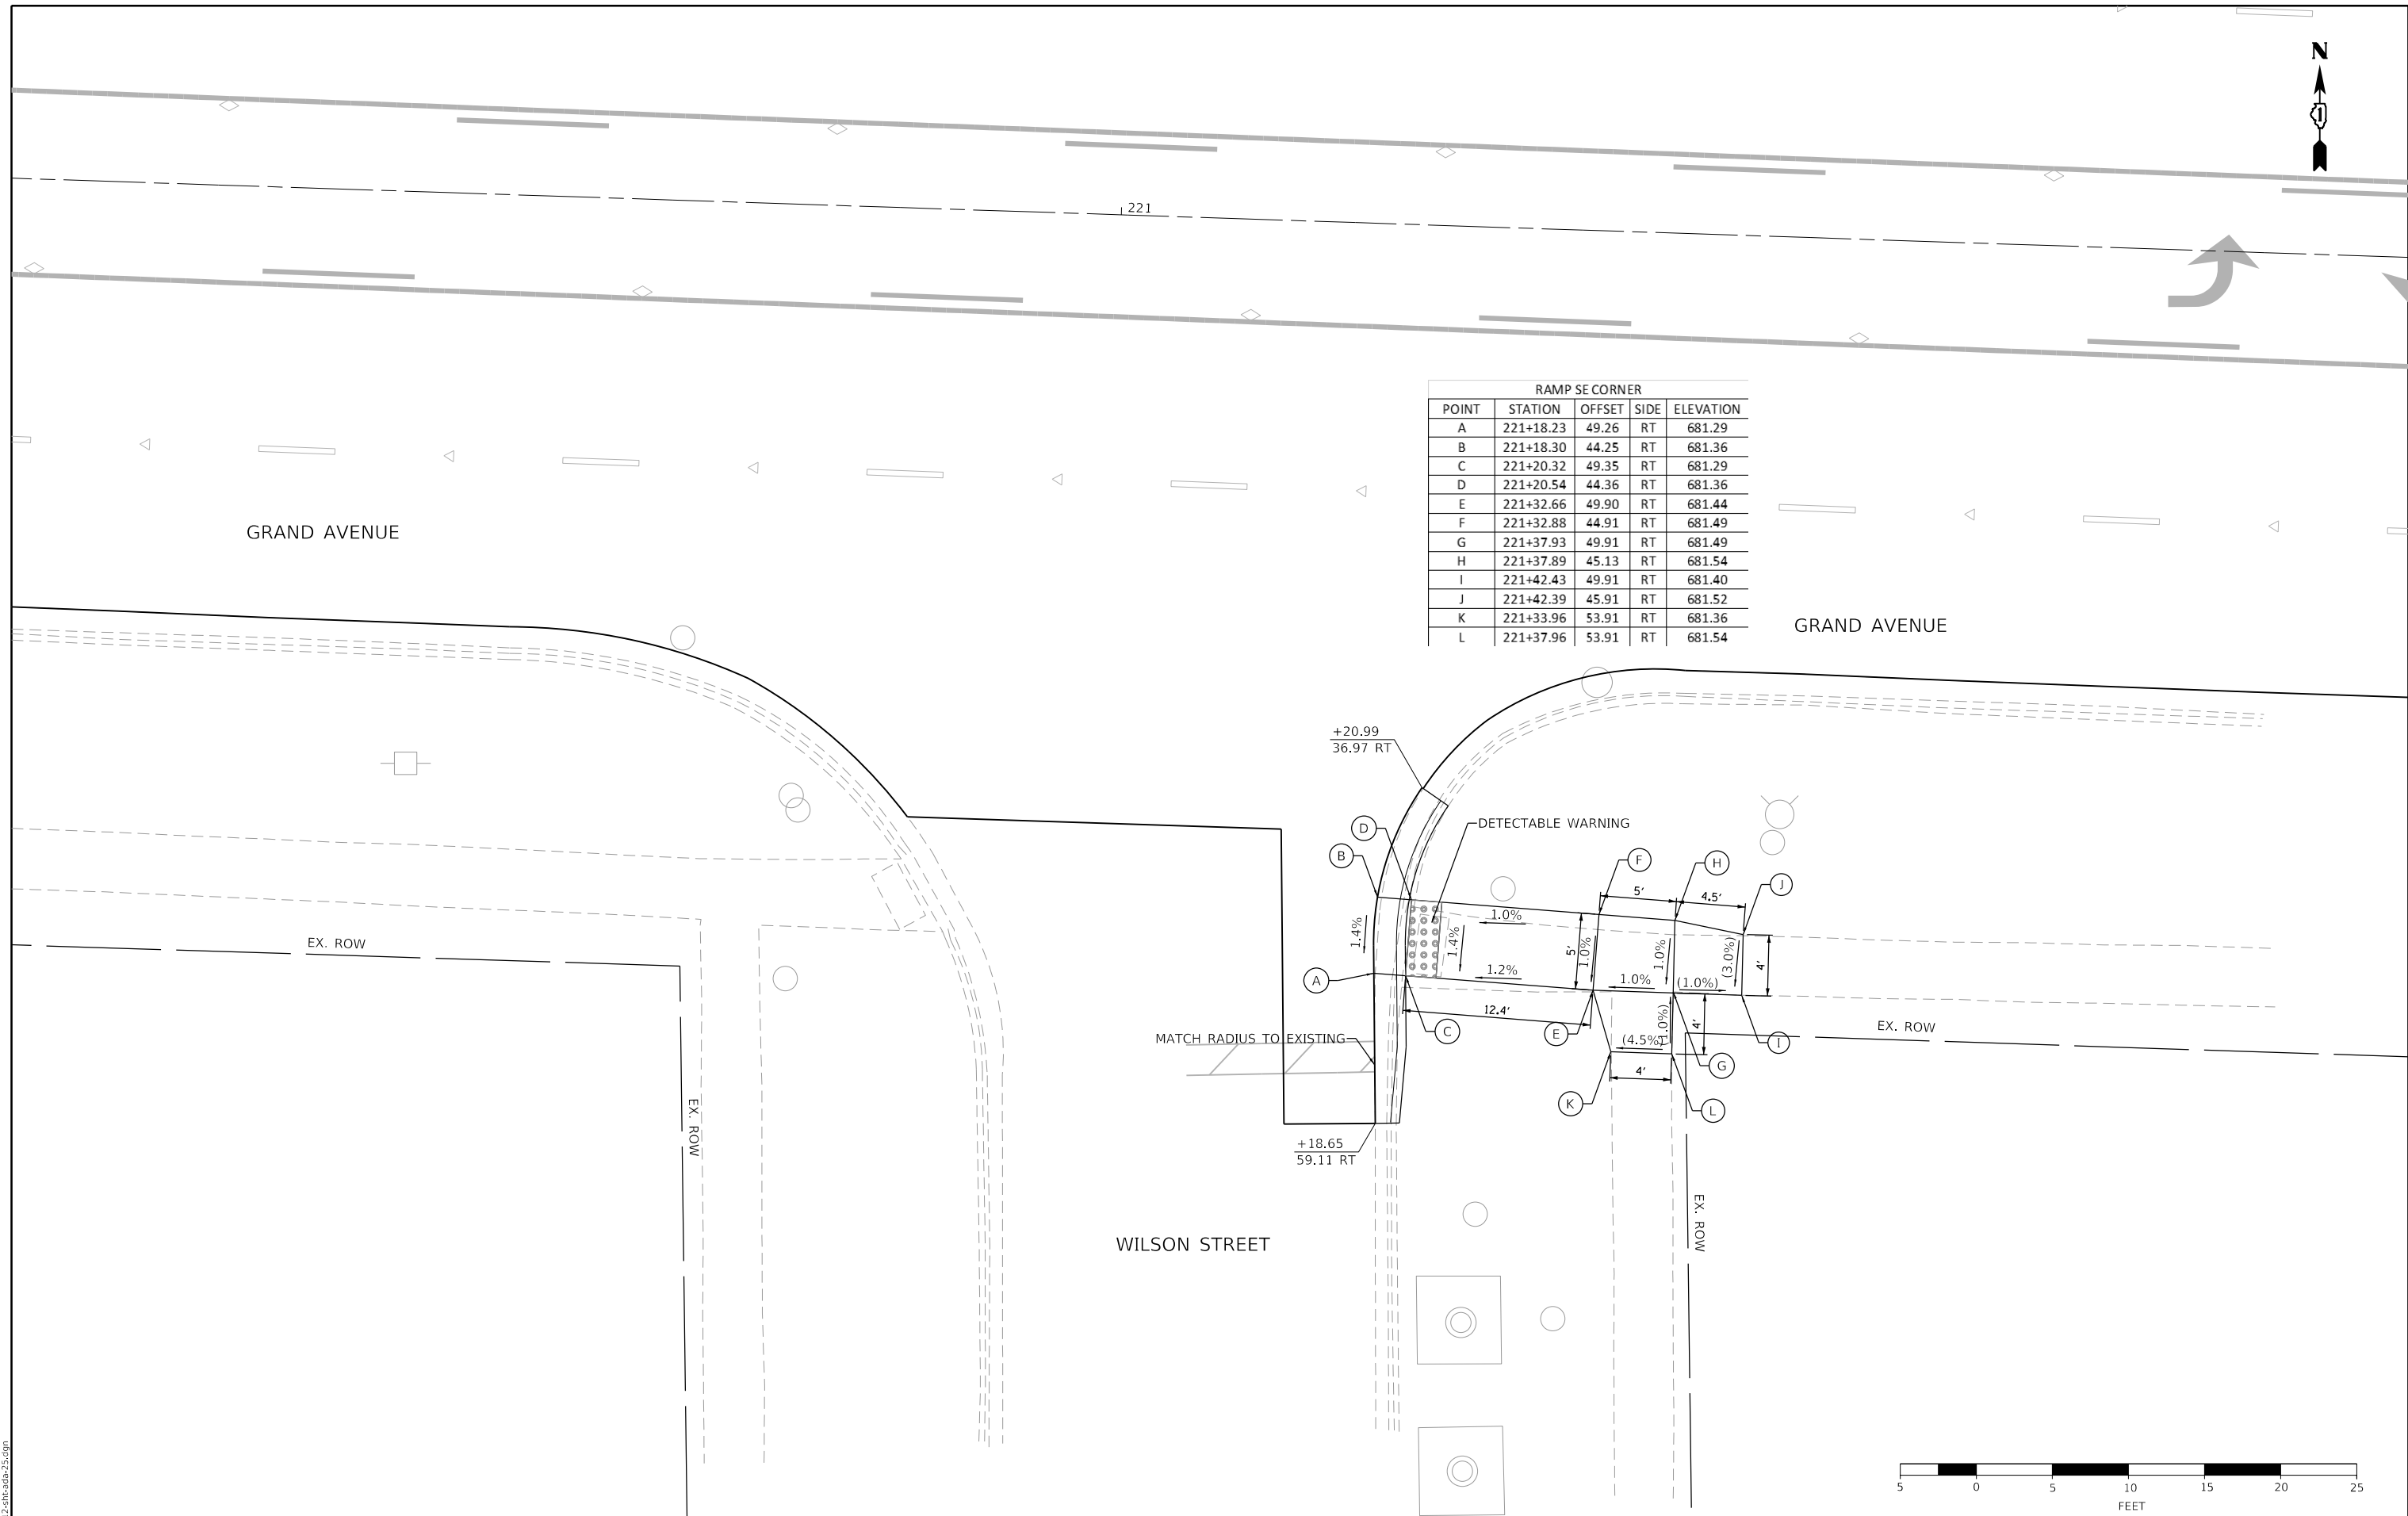 N
221
RAMP SE CORNER
POINT STATION OFFSET SIDE ELEVATION
A 221+18.23 49.26 RT 681.29
B 221+18.30 44.25 RT 681.36
C 221+20.32 49.35 RT 681.29
D 221+20.54 44.36 RT 681.36
E 221+32.66 49.90 RT 681.44
F 221+32.88 44.91 RT 681.49
G 221+37.93 49.91 RT 681.49
H 221+37.89 45.13 RT 681.54
I 221+42.43 49.91 RT 681.40
J 221+42.39 45.91 RT 681.52
K 221+33.96 53.91 RT 681.36
L 221+37.96 53.91 RT 681.54
GRAND AVENUE
GRAND AVENUE
+20.99
36.97 RT
DETECTABLE WARNING
D
B
F
H
J
5'
4.5'
1.4%
1.4%
1.0%
5'
1.0%
1.0%
(3.0%)
4'
EX. ROW
A
1.2%
1.0%
(1.0%)
12.4'
C
E
(1.0%)
4'
EX. ROW
MATCH RADIUS TO EXISTING
(4.5%)
I
G
4'
K
L
EX. ROW
+18.65
59.11 RT
EX. ROW
WILSON STREET
5 0 5 10 15 20 25
FEET
12-sht-ada-25.dgn